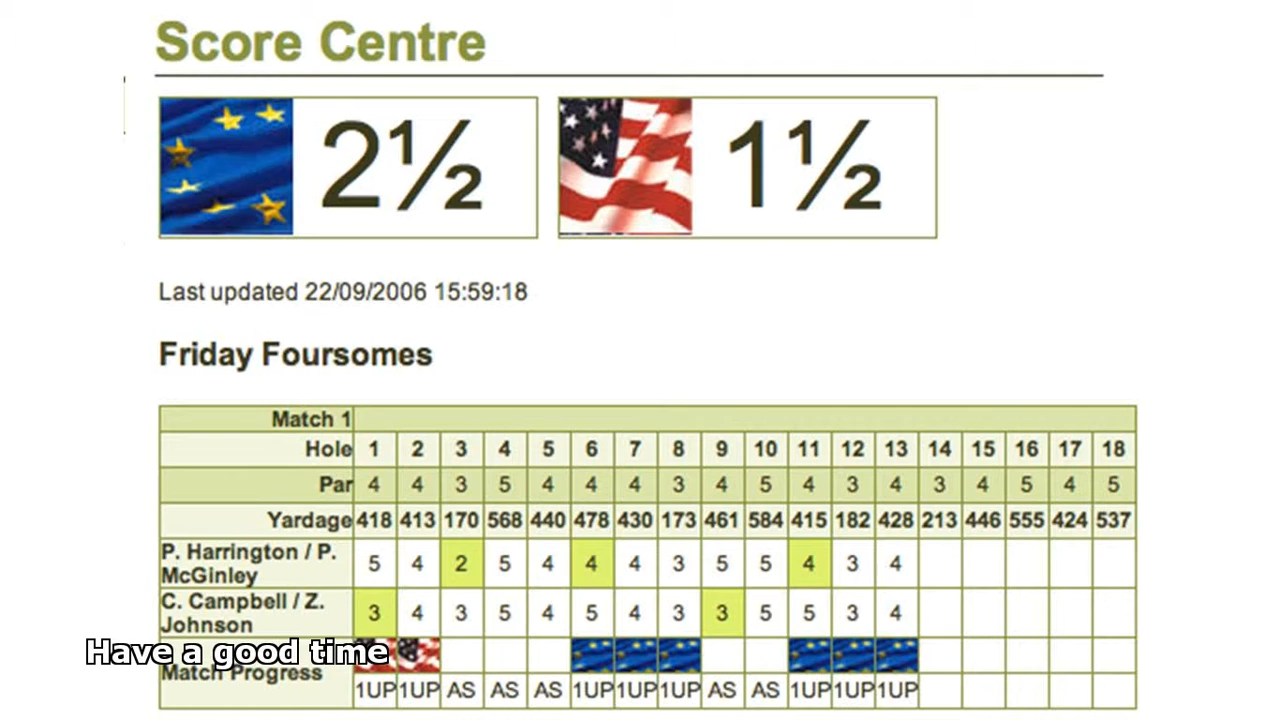 Score Centre
2½ 1½
Last updated 22/09/2006 15:59:18
Friday Foursomes
Match 1
Hole 1 2 3 4 5 6 7 8 9 10 11 12 13 14 15 16 17 18
Par 4 4 3 5 4 4 4 3 4 5 4 3 4 3 4 5 4 5
Yardage 418 413 170 568 440 478 430 173 461 584 415 182 428 213 446 555 424 537
P. Harrington / P.
McGinley 5 4 2 5 4 4 4 3 5 5 4 3 4
C. Campbell / Z.
Johnson 3 4 3 5 4 5 4 3 3 5 5 3 4
Have a good time
Match Progress
1UP 1UP AS AS AS 1UP 1UP 1UP AS AS 1UP 1UP 1UP